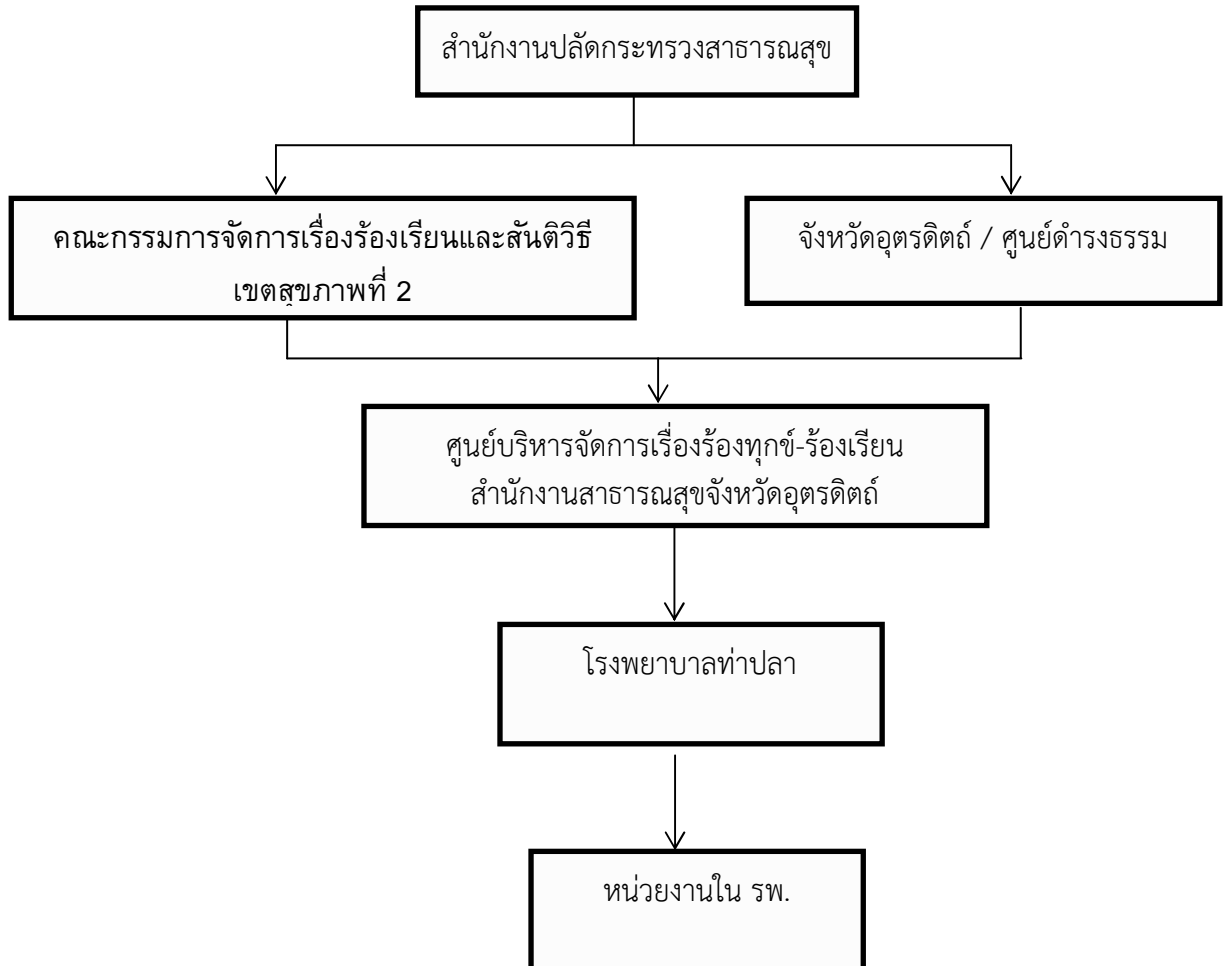 สำนักงานปลัดกระทรวงสาธารณสุข
คณะกรรมการจัดการเรื่องร้องเรียนและสันติวิธี
เขตสุขภาพที่ 2
จังหวัดอุตรดิตถ์ / ศูนย์ดำรงธรรม
ศูนย์บริหารจัดการเรื่องร้องทุกข์-ร้องเรียน
สำนักงานสาธารณสุขจังหวัดอุตรดิตถ์
โรงพยาบาลท่าปลา
หน่วยงานใน รพ.